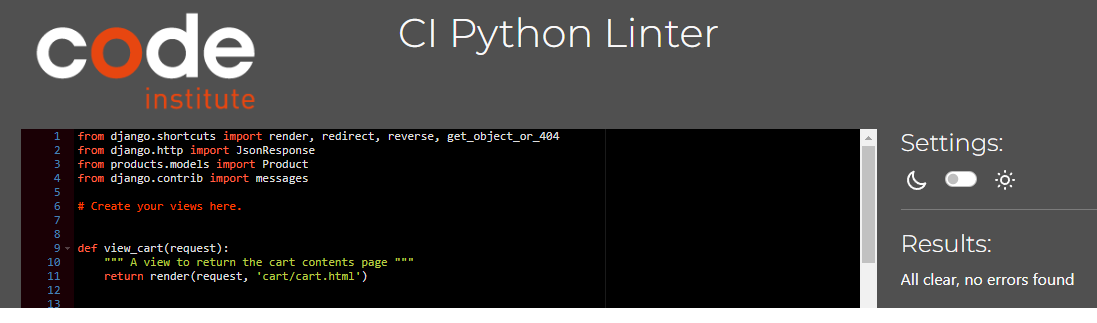 code
institute
CI Python Linter
1 from django.shortcuts import render, redirect, reverse, get_object_or_404
2 from django.http import JsonResponse
3 from products.models import Product
4 from django.contrib import messages
5
6 # Create your views here.
7
8
9 def view_cart(request):
10     """ A view to return the cart contents page """
11     return render(request, 'cart/cart.html')
12
13
Settings:
Results:
All clear, no errors found